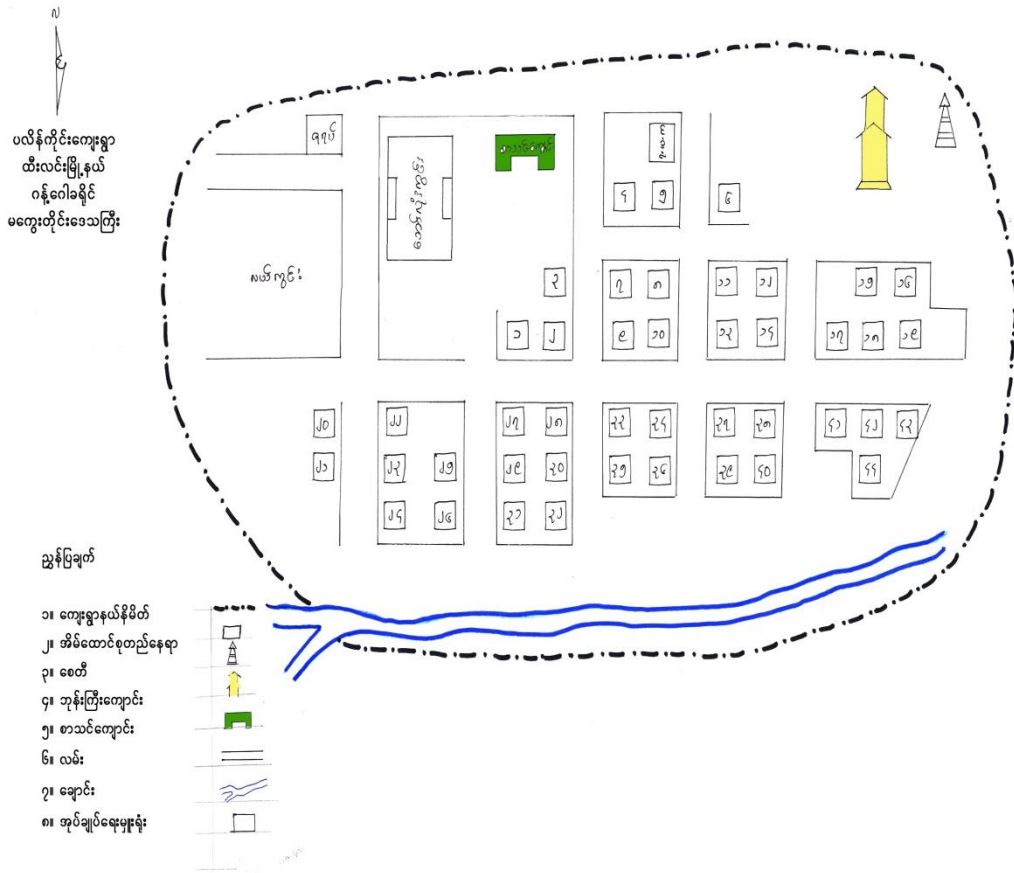 ပလိန်ကိုင်းကျေးရွာ
ထီးလင်းမြို့နယ်
ဂန့်ဂေါခရိုင်
မကွေးတိုင်းဒေသကြီး
ရရပ်
စာသင်ကျောင်း
လယ်ကွင်း
၄ ၅ ၆
၃ ၇ ၈ ၁၁ ၁၂ ၁၅ ၁၆
၁ ၂ ၉ ၁၀ ၁၃ ၁၄ ၁၇ ၁၈ ၁၉
၂၀ ၂၂ ၂၇ ၂၈ ၃၃ ၃၄ ၃၇ ၃၈ ၄၁ ၄၂ ၄၃
၂၁ ၂၃ ၂၅ ၂၉ ၃၀ ၃၅ ၃၆ ၃၉ ၄၀ ၄၄
၂၄ ၂၆ ၃၁ ၃၂
ညွှန်ပြချက်
၁။ ကျေးရွာနယ်နိမိတ်
၂။ အိမ်ထောင်စုတည်နေရာ
၃။ စေတီ
၄။ ဘုန်းကြီးကျောင်း
၅။ စာသင်ကျောင်း
၆။ လမ်း
၇။ ချောင်း
၈။ အုပ်ချုပ်ရေးမှူးရုံး